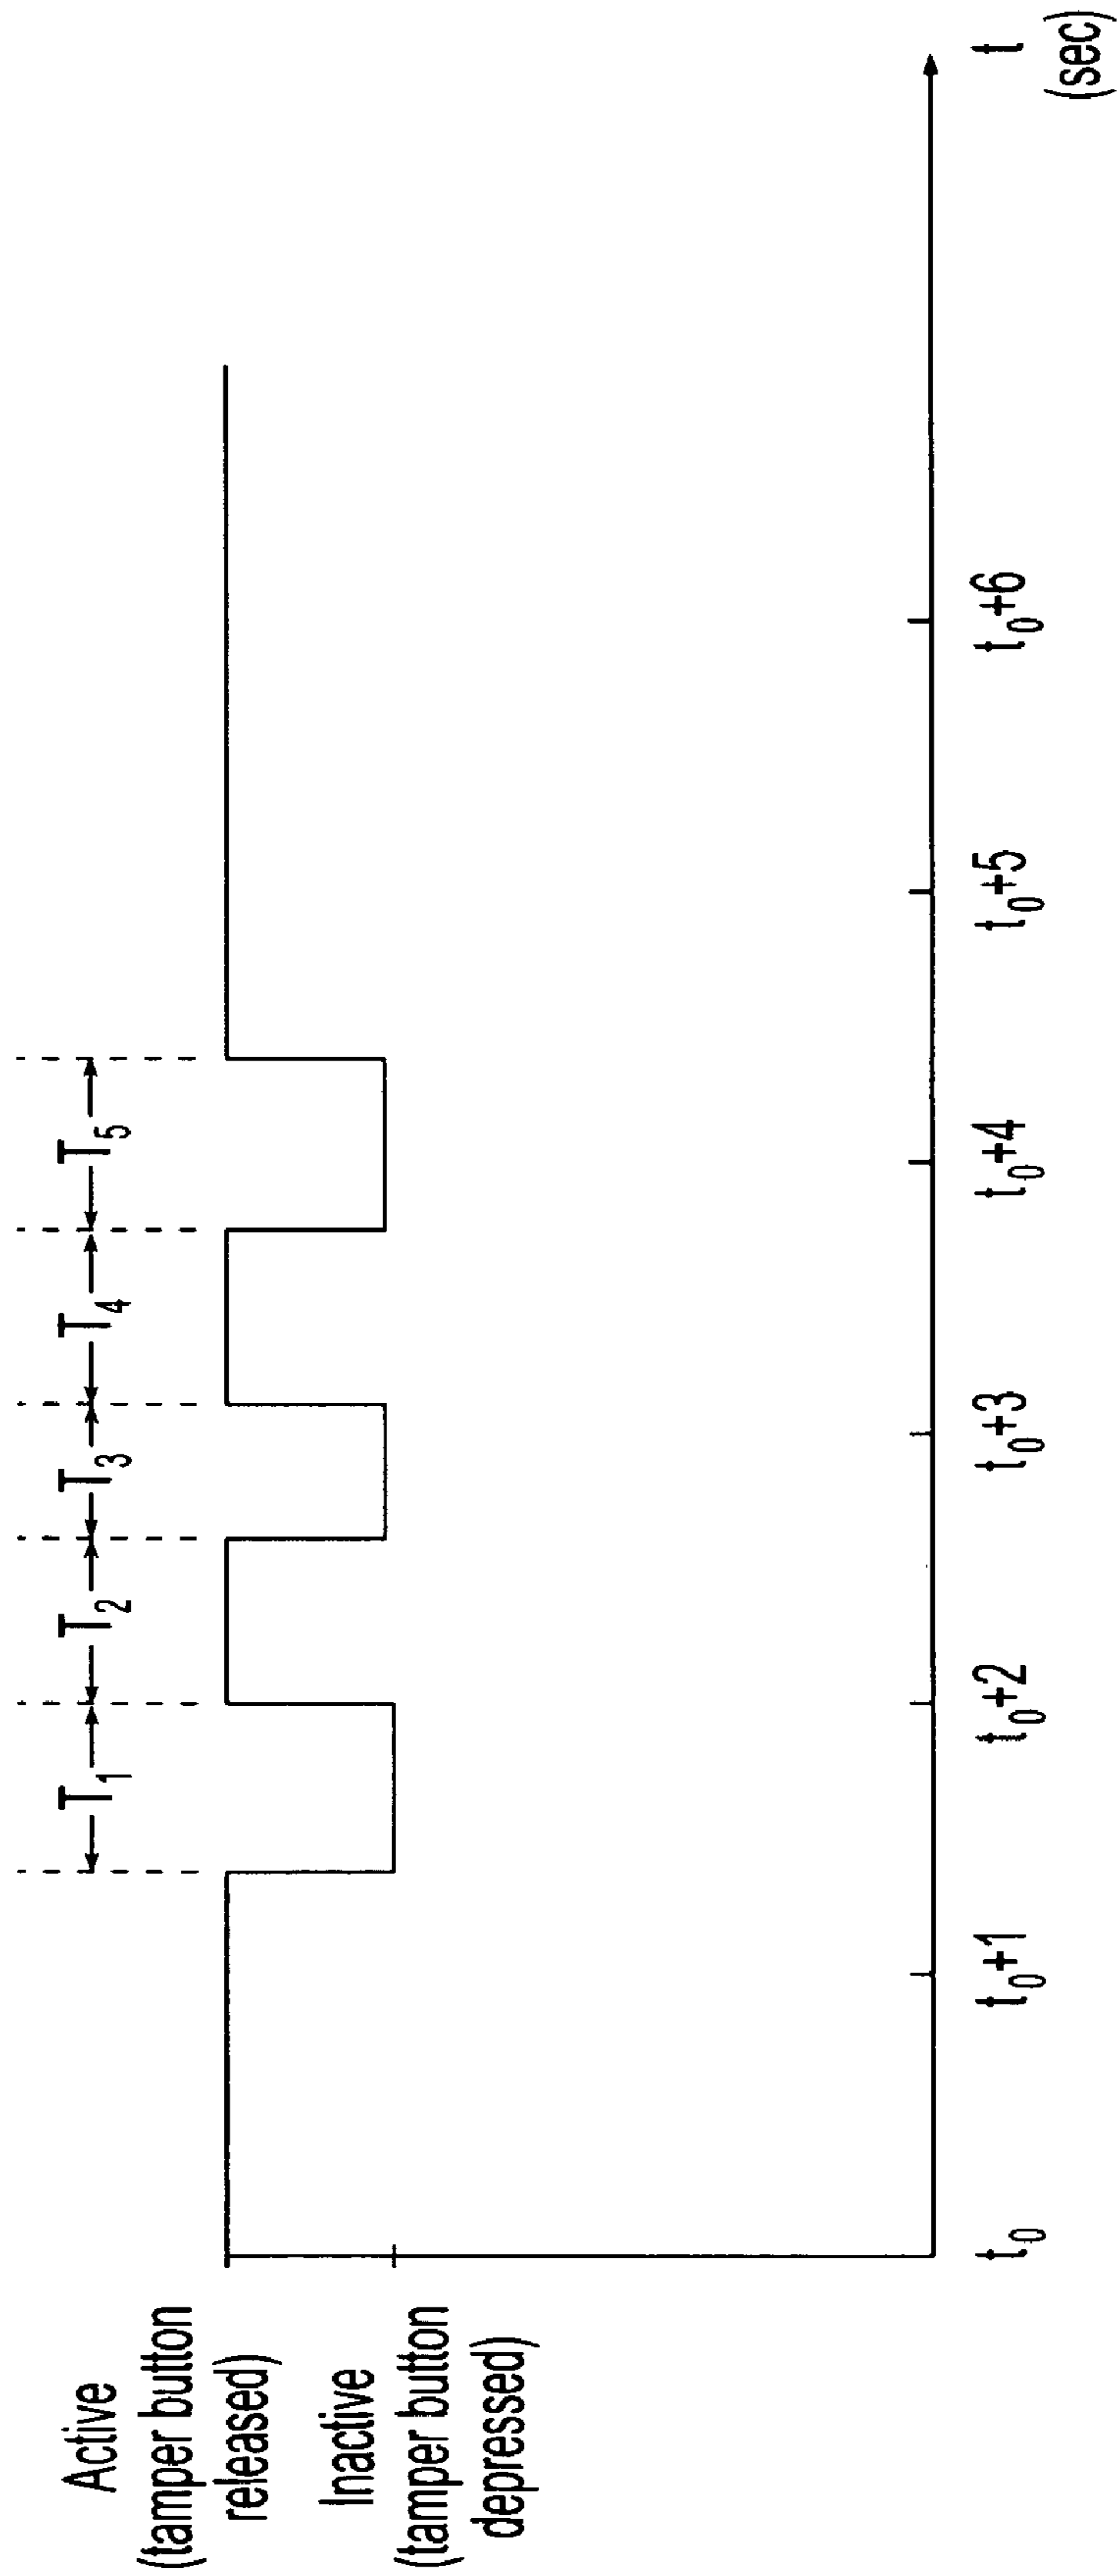 Active
(tamper button
released)
Inactive
(tamper button
depressed)
T₁
T₂
T₃
T₄
T₅
t₀
t₀+1
t₀+2
t₀+3
t₀+4
t₀+5
t₀+6
t
(sec)